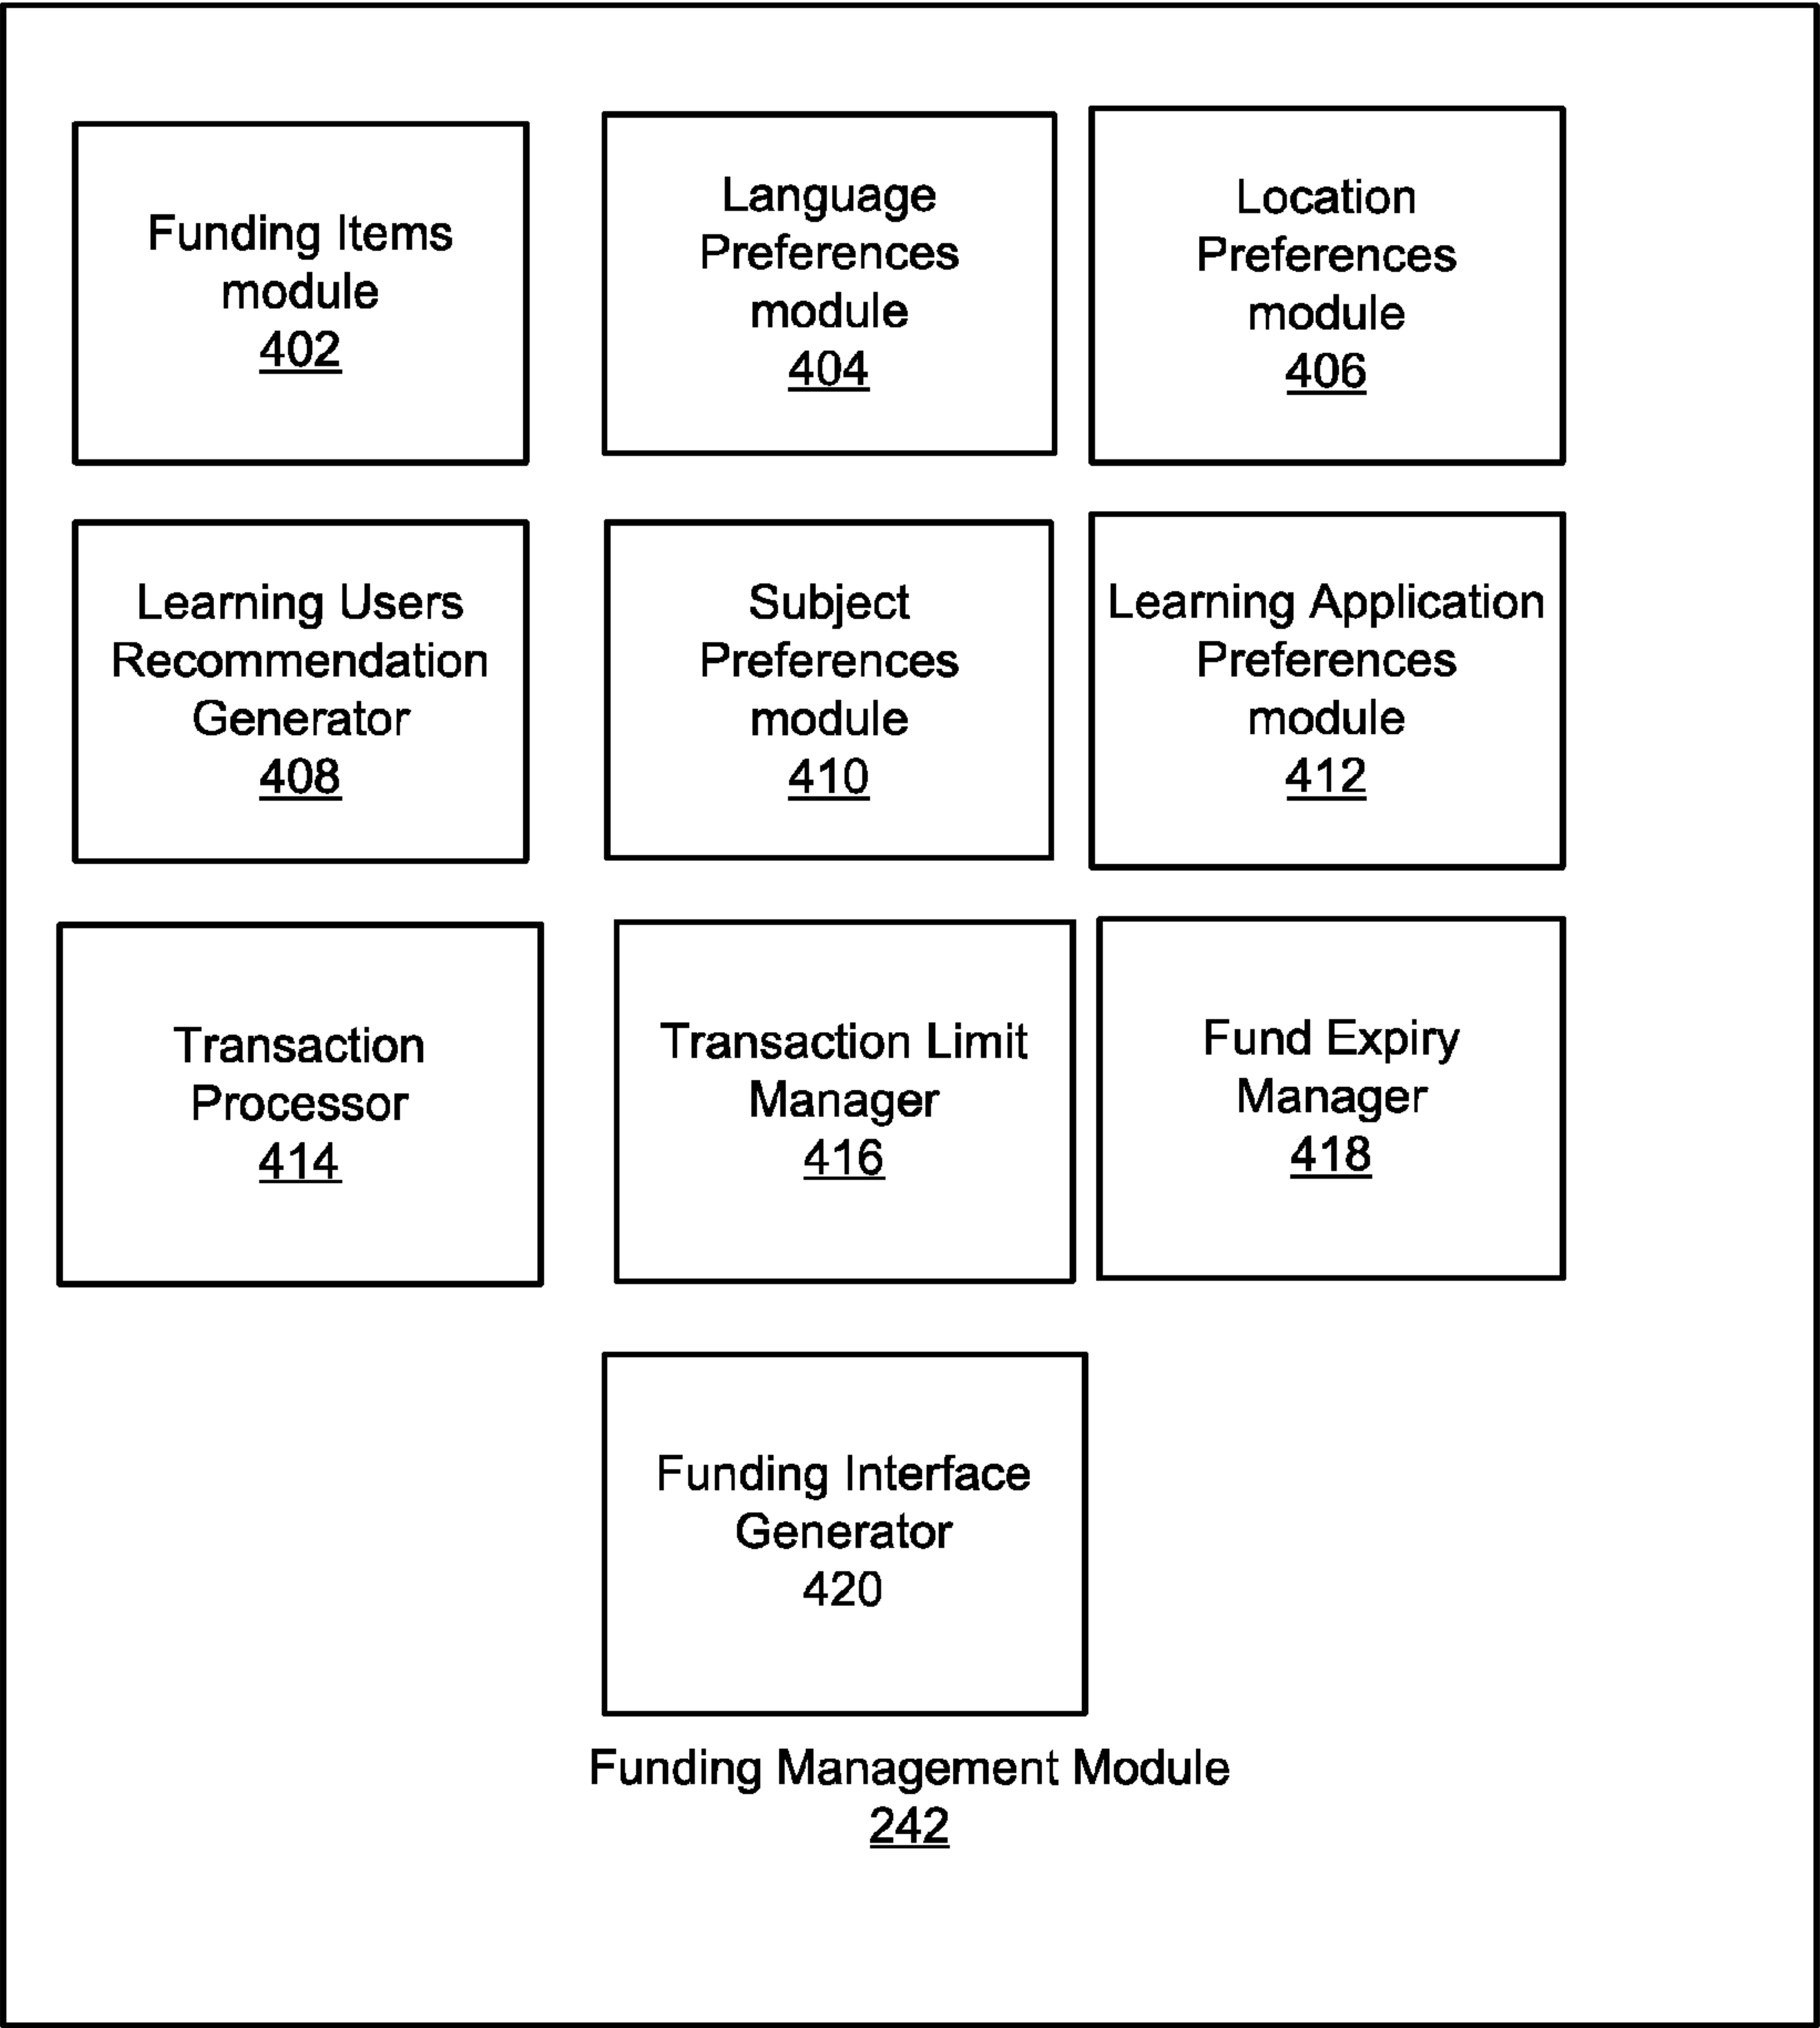 Funding Items
module
402
Language
Preferences
module
404
Location
Preferences
module
406
Learning Users
Recommendation
Generator
408
Subject
Preferences
module
410
Learning Application
Preferences
module
412
Transaction
Processor
414
Transaction Limit
Manager
416
Fund Expiry
Manager
418
Funding Interface
Generator
420
Funding Management Module
242